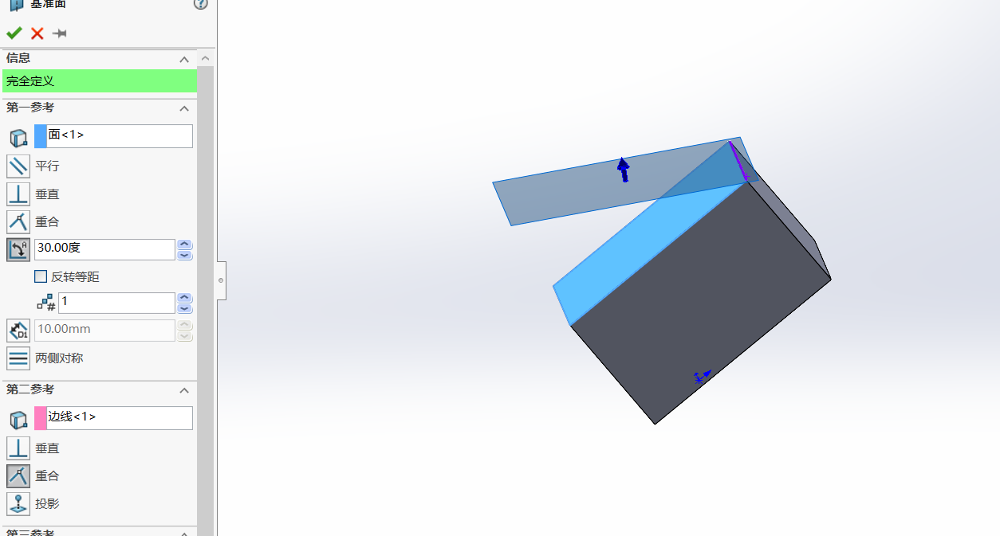 基准面
信息
完全定义
第一参考
面<1>
平行
垂直
重合
30.00度
反转等距
1
10.00mm
两侧对称
第二参考
边线<1>
垂直
重合
投影
第三参考